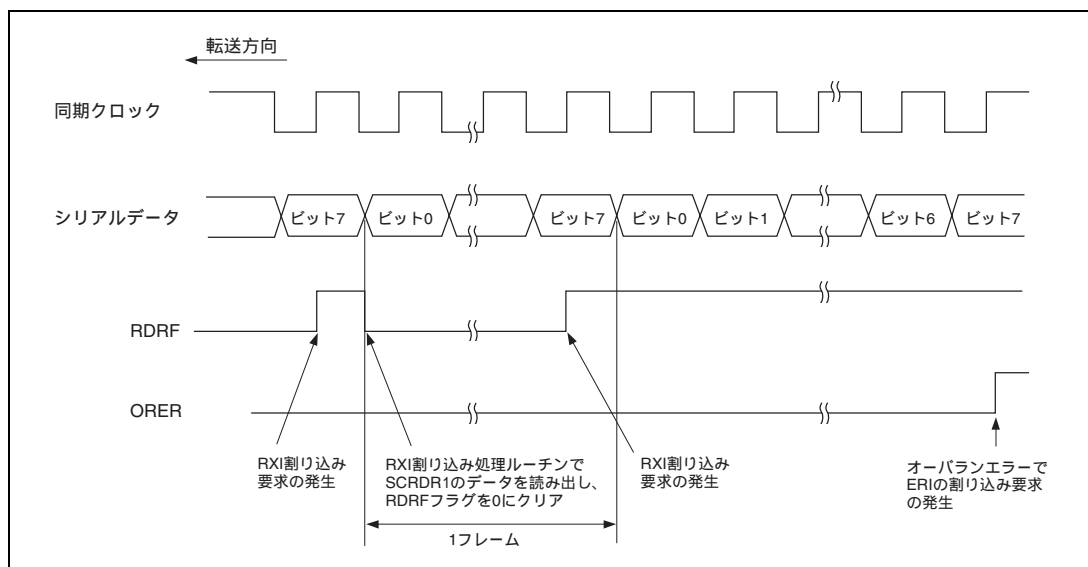 転送方向
同期クロック
シリアルデータ
ビット7
ビット0
ビット7
ビット0
ビット1
ビット6
ビット7
RDRF
ORER
RXI割り込み
要求の発生
RXI割り込み処理ルーチンで
SCRDR1のデータを読み出し、
RDRFフラグを0にクリア
RXI割り込み
要求の発生
オーバランエラーで
ERIの割り込み要求
の発生
1フレーム